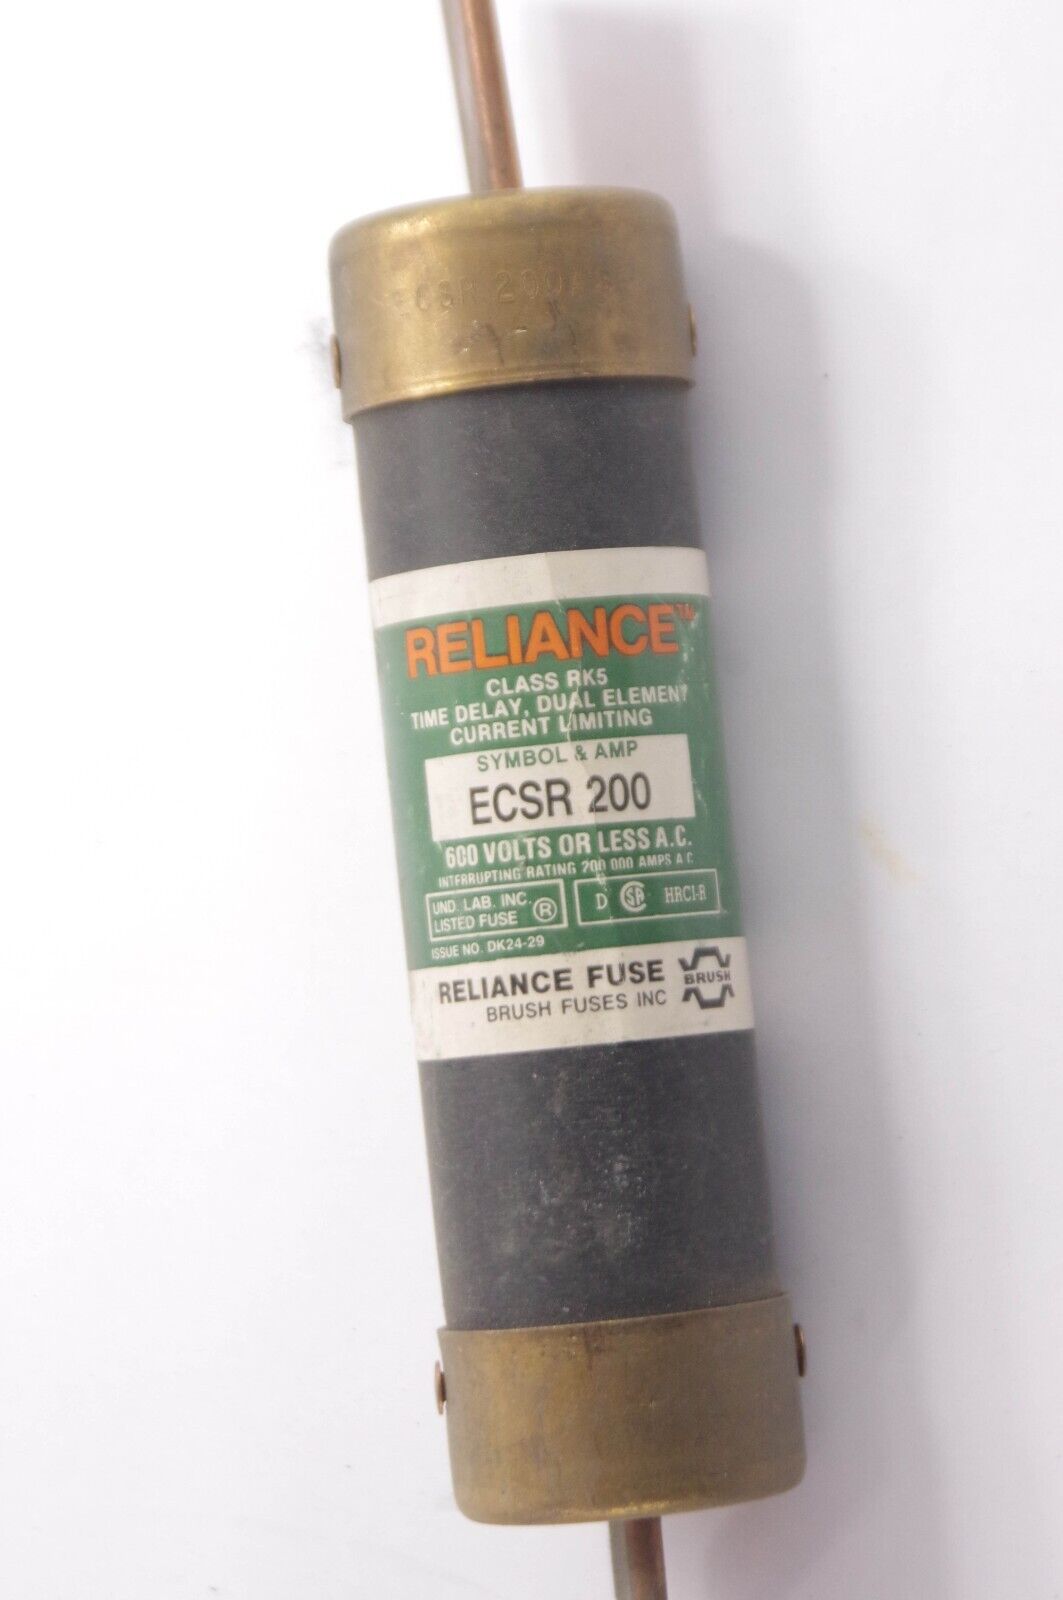 ECSR 200
RELIANCE™
CLASS RK5
TIME DELAY, DUAL ELEMENT
CURRENT LIMITING
SYMBOL & AMP
ECSR 200
600 VOLTS OR LESS A.C.
INTERRUPTING RATING 200 000 AMPS A.C.
UND. LAB. INC. ®
LISTED FUSE
D SA HRCI-R
ISSUE NO. DK24-29
RELIANCE FUSE
BRUSH
BRUSH FUSES INC